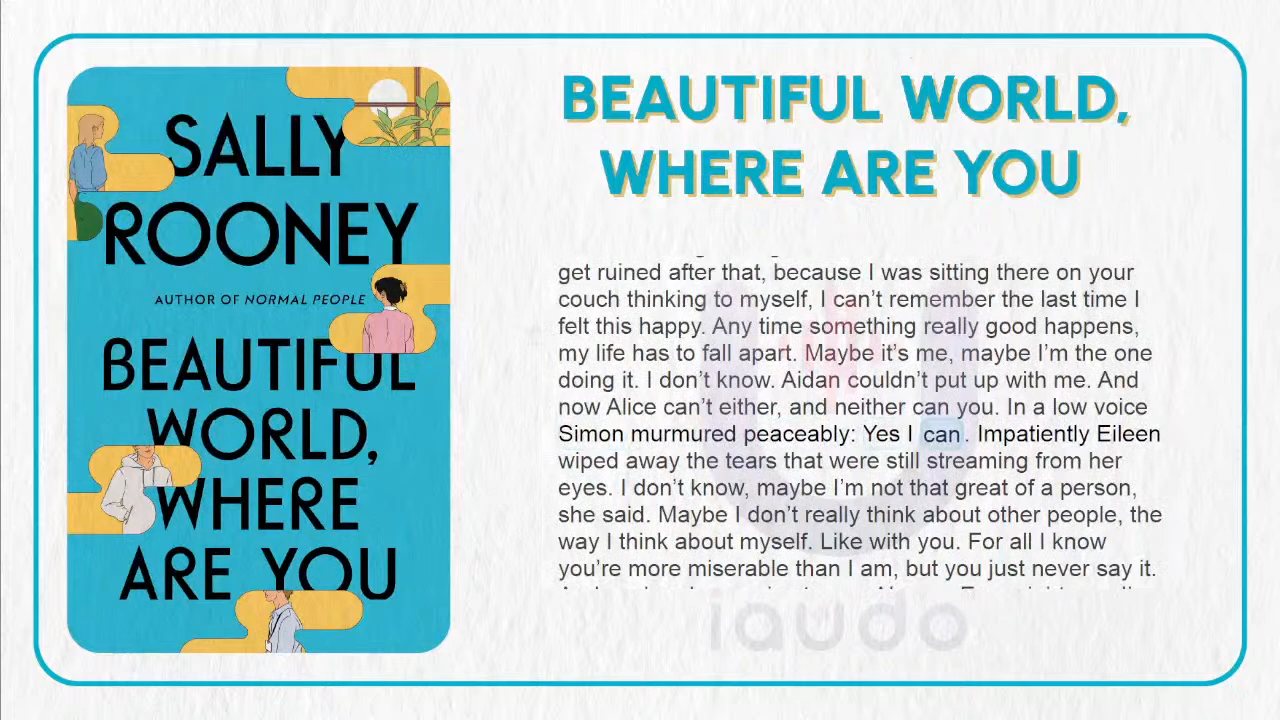 SALLY
ROONEY
AUTHOR OF NORMAL PEOPLE
BEAUTIFUL
WORLD,
WHERE
ARE YOU
BEAUTIFUL WORLD,
WHERE ARE YOU
get ruined after that, because I was sitting there on your
couch thinking to myself, I can’t remember the last time I
felt this happy. Any time something really good happens,
my life has to fall apart. Maybe it’s me, maybe I’m the one
doing it. I don’t know. Aidan couldn’t put up with me. And
now Alice can’t either, and neither can you. In a low voice
Simon murmured peaceably: Yes I can. Impatiently Eileen
wiped away the tears that were still streaming from her
eyes. I don’t know, maybe I’m not that great of a person,
she said. Maybe I don’t really think about other people, the
way I think about myself. Like with you. For all I know
you’re more miserable than I am, but you just never say it.
iaudo